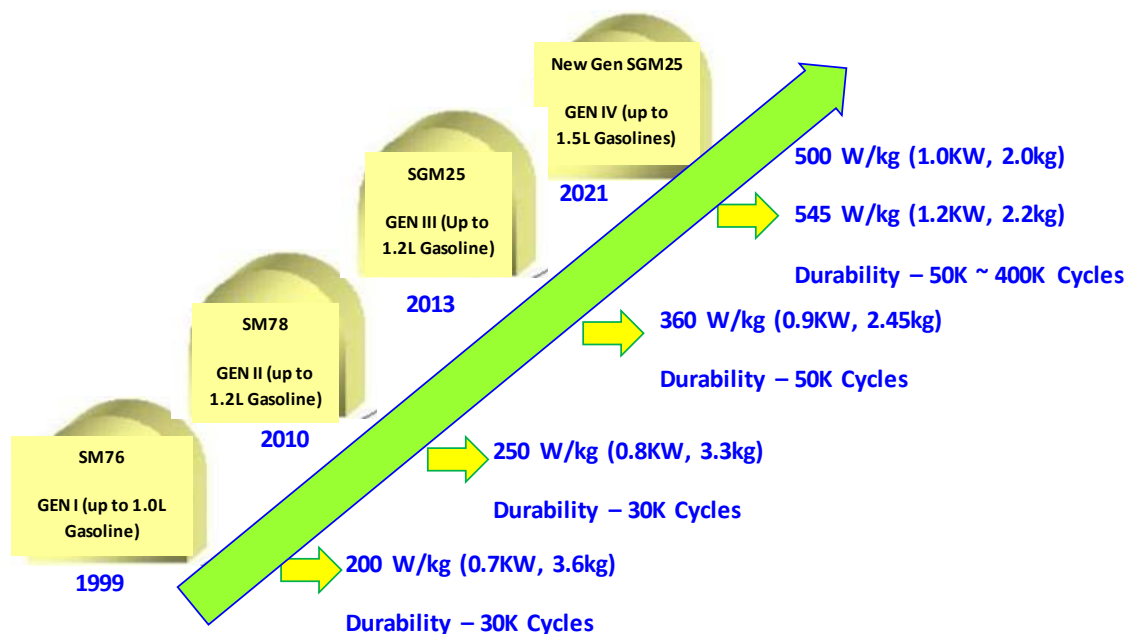 New Gen SGM25
GEN IV (up to
1.5L Gasolines)
2021
500 W/kg (1.0KW, 2.0kg)
545 W/kg (1.2KW, 2.2kg)
Durability – 50K ~ 400K Cycles
SGM25
GEN III (Up to
1.2L Gasoline)
2013
360 W/kg (0.9KW, 2.45kg)
Durability – 50K Cycles
SM78
GEN II (up to
1.2L Gasoline)
2010
250 W/kg (0.8KW, 3.3kg)
Durability – 30K Cycles
SM76
GEN I (up to 1.0L
Gasoline)
1999
200 W/kg (0.7KW, 3.6kg)
Durability – 30K Cycles